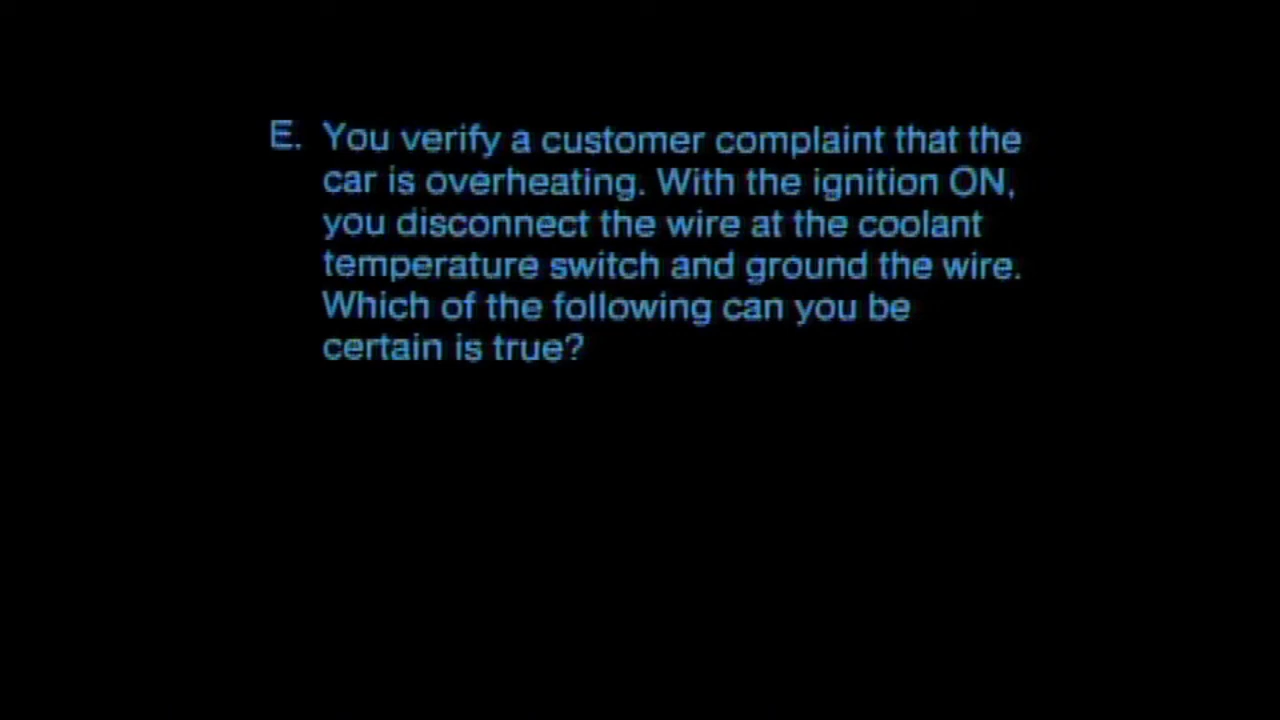 E. You verify a customer complaint that the
car is overheating. With the ignition ON,
you disconnect the wire at the coolant
temperature switch and ground the wire.
Which of the following can you be
certain is true?